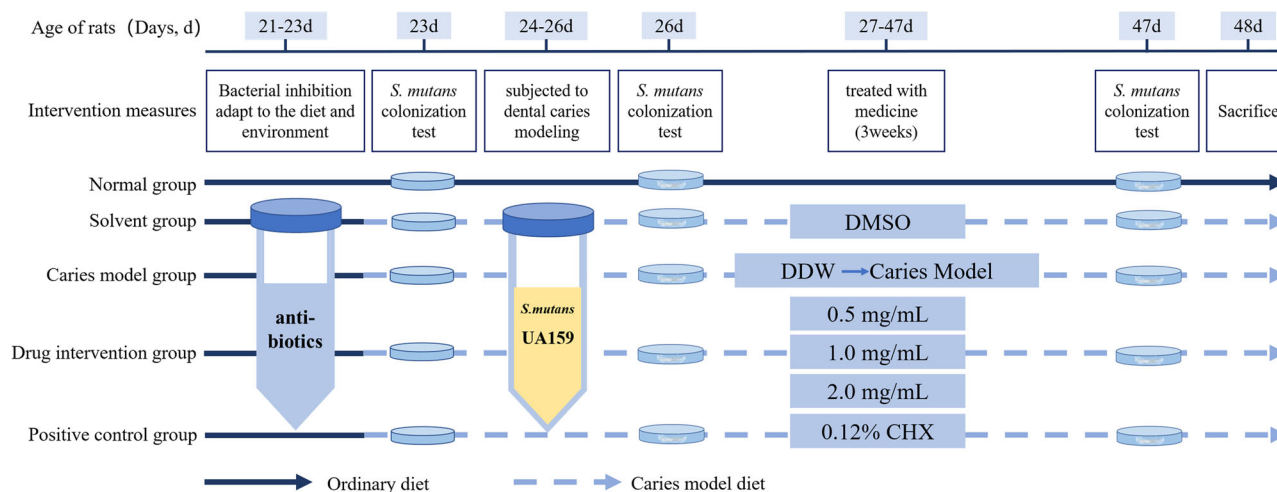 Age of rats (Days, d)
21-23d
23d
24-26d
26d
27-47d
47d
48d
Intervention measures
Bacterial inhibition
adapt to the diet and
environment
S. mutans
colonization
test
subjected to
dental caries
modeling
S. mutans
colonization
test
treated with
medicine
(3weeks)
S. mutans
colonization
test
Sacrifice
Normal group
Solvent group
DMSO
Caries model group
DDW → Caries Model
anti-
biotics
S.mutans
UA159
Drug intervention group
0.5 mg/mL
1.0 mg/mL
2.0 mg/mL
Positive control group
0.12% CHX
Ordinary diet
Caries model diet